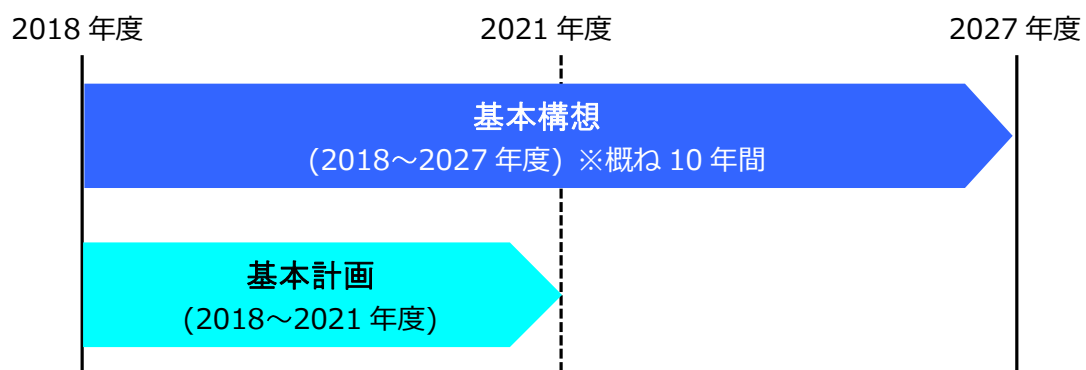 2018 年度
2021 年度
2027 年度
基本構想
(2018～2027 年度) ※概ね 10 年間
基本計画
(2018～2021 年度)